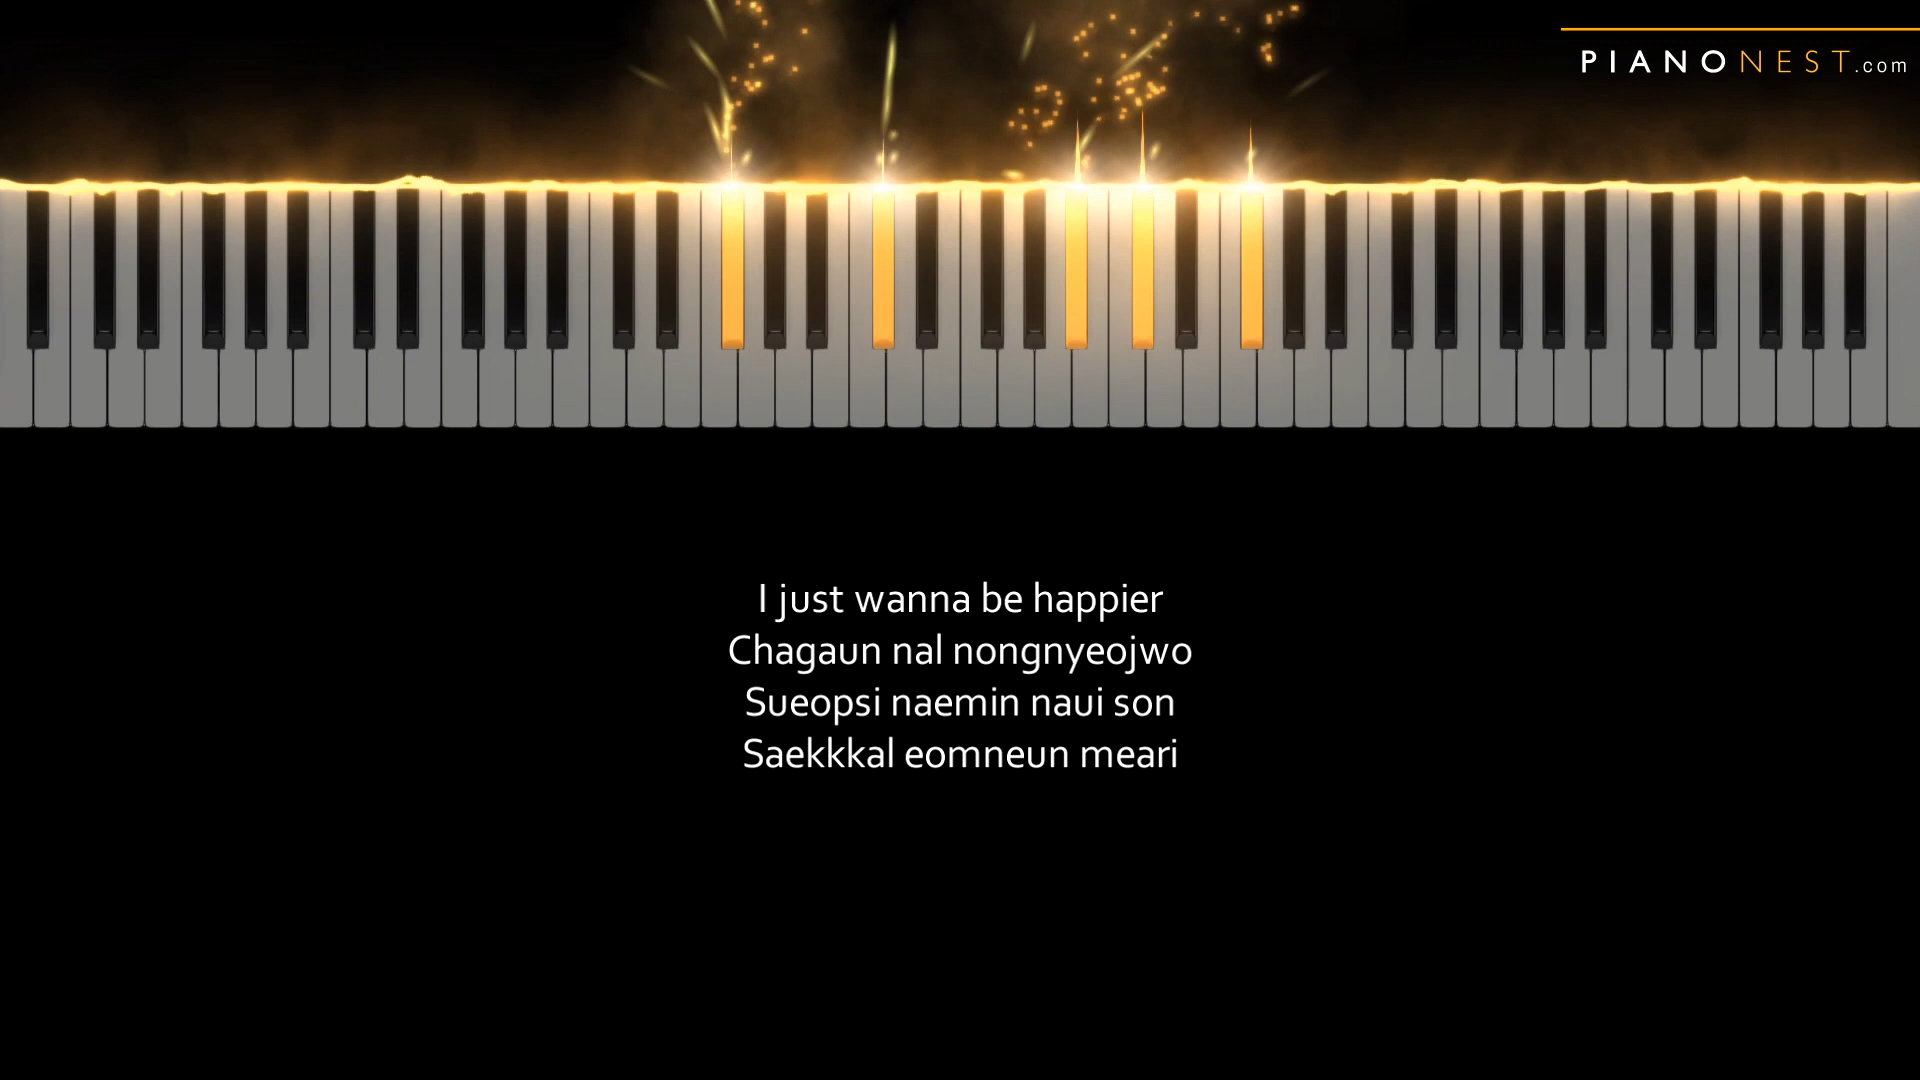 PIANONEST.com
I just wanna be happier
Chagaun nal nongnyeojwo
Sueopsi naemin naui son
Saekkkal eomneun meari